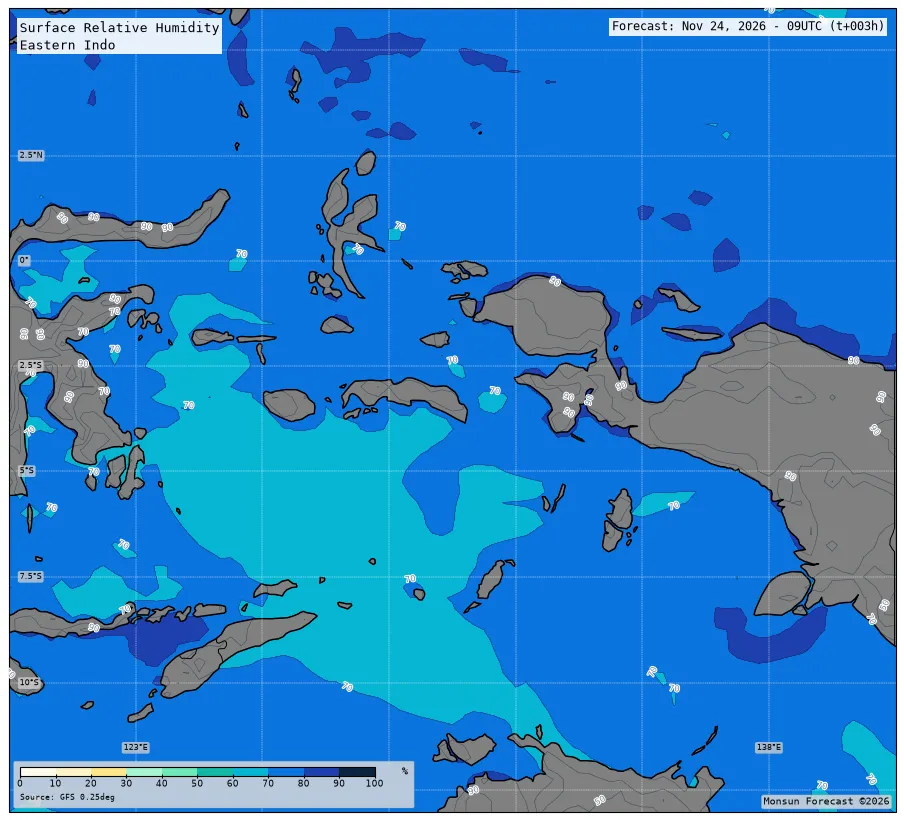 Surface Relative Humidity
Eastern Indo
Forecast: Nov 24, 2026 - 09UTC (t+003h)
2.5°N
0°
2.5°S
5°S
7.5°S
10°S
123°E
138°E
%
0 10 20 30 40 50 60 70 80 90 100
Source: GFS 0.25deg
Monsun Forecast ©2026